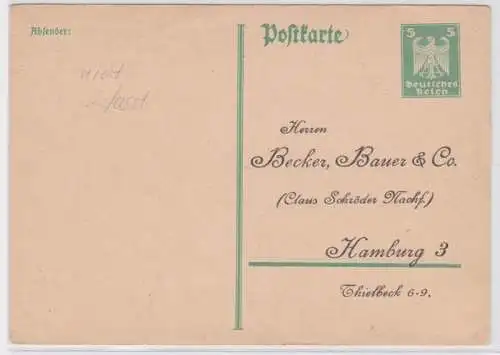 Absender:
Postkarte
5 5
Deutsches
Reich
Herren
Becker, Bauer & Co.
(Claus Schröder Nachf.)
Hamburg 3
Thielbeck 6-9.